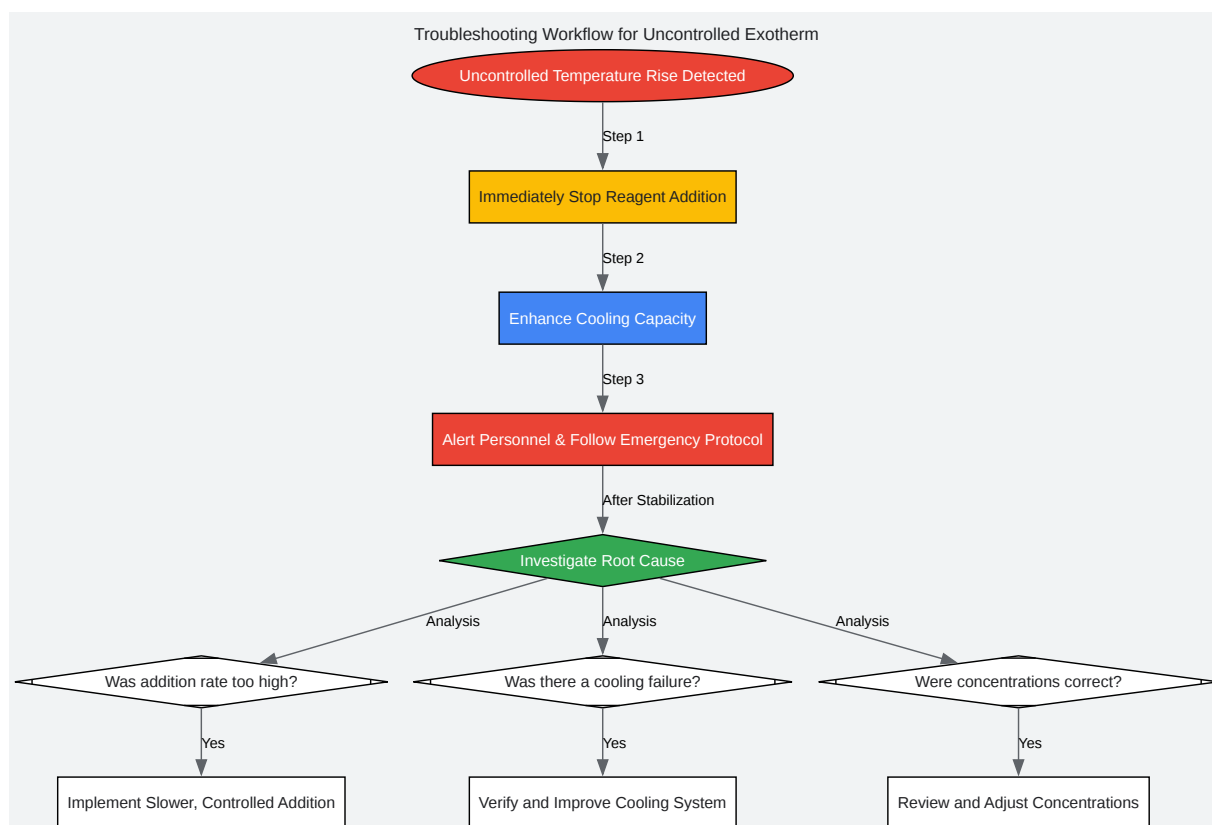 Troubleshooting Workflow for Uncontrolled Exotherm
Uncontrolled Temperature Rise Detected
Step 1
Immediately Stop Reagent Addition
Step 2
Enhance Cooling Capacity
Step 3
Alert Personnel & Follow Emergency Protocol
After Stabilization
Investigate Root Cause
Analysis
Analysis
Analysis
Was addition rate too high?
Was there a cooling failure?
Were concentrations correct?
Yes
Yes
Yes
Implement Slower, Controlled Addition
Verify and Improve Cooling System
Review and Adjust Concentrations